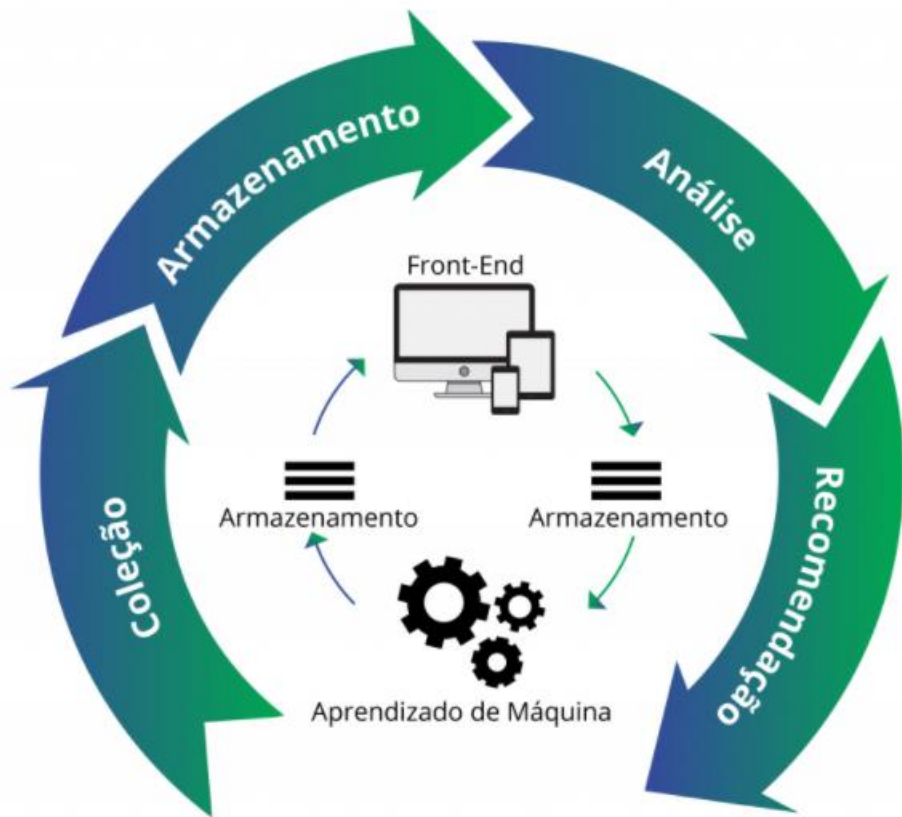 Armazenamento
Análise
Front-End
Armazenamento
Armazenamento
Coleção
Recomendação
Aprendizado de Máquina